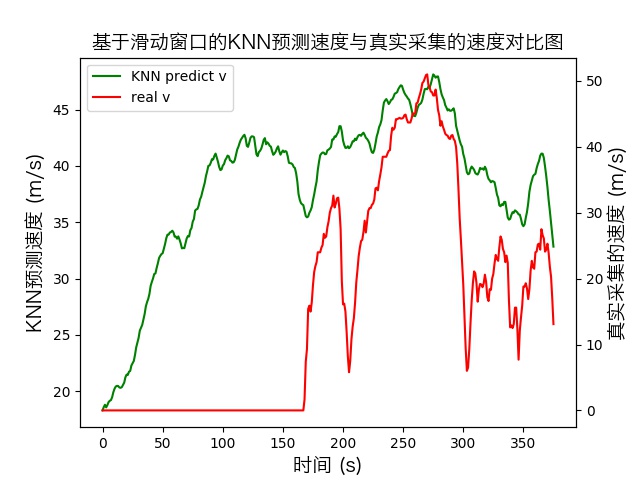 基于滑动窗口的KNN预测速度与真实采集的速度对比图
KNN predict v
real v
KNN预测速度 (m/s)
45
40
35
30
25
20
50
40
30
20
10
0
真实采集的速度 (m/s)
0 50 100 150 200 250 300 350
时间 (s)